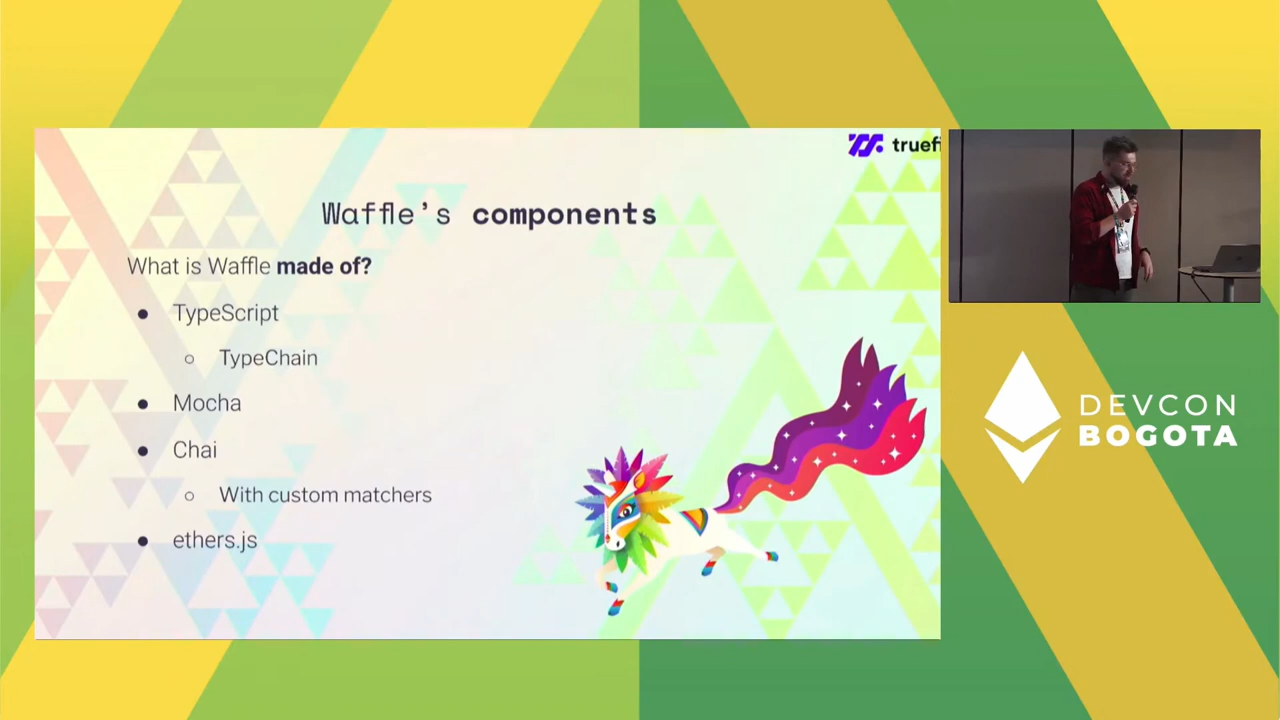 truefi
Waffle's components
What is Waffle made of?
TypeScript
TypeChain
Mocha
Chai
With custom matchers
ethers.js
DEVCON
BOGOTA